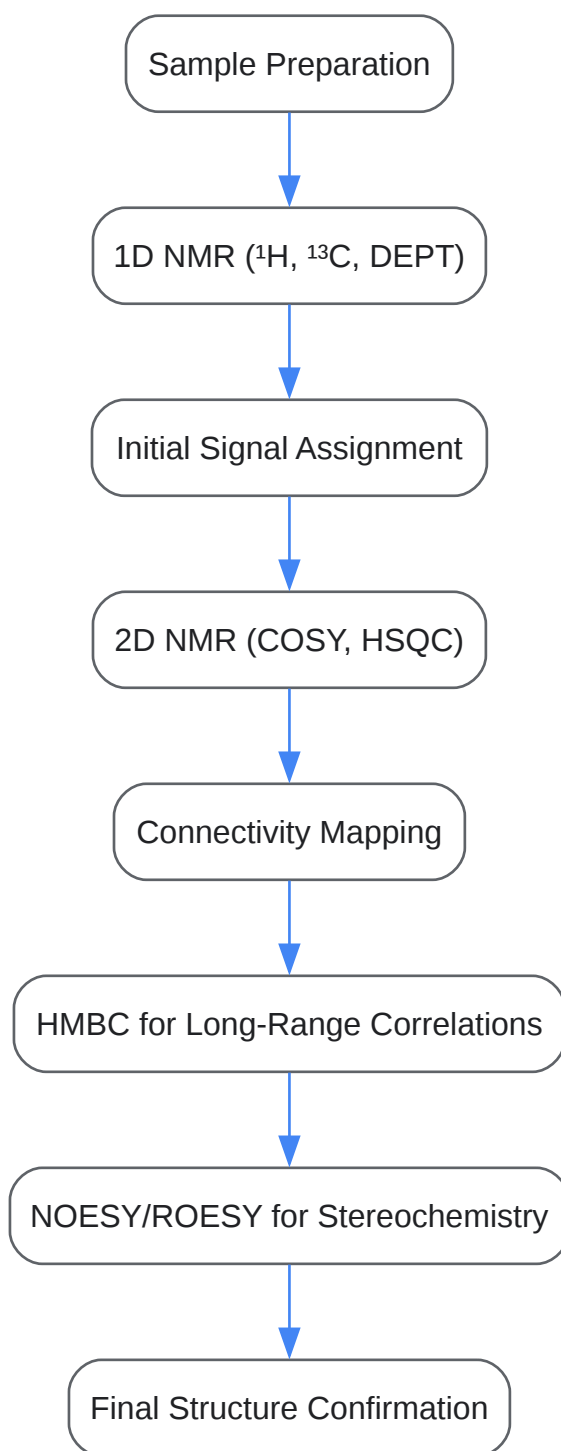 Sample Preparation
1D NMR (¹H, ¹³C, DEPT)
Initial Signal Assignment
2D NMR (COSY, HSQC)
Connectivity Mapping
HMBC for Long-Range Correlations
NOESY/ROESY for Stereochemistry
Final Structure Confirmation